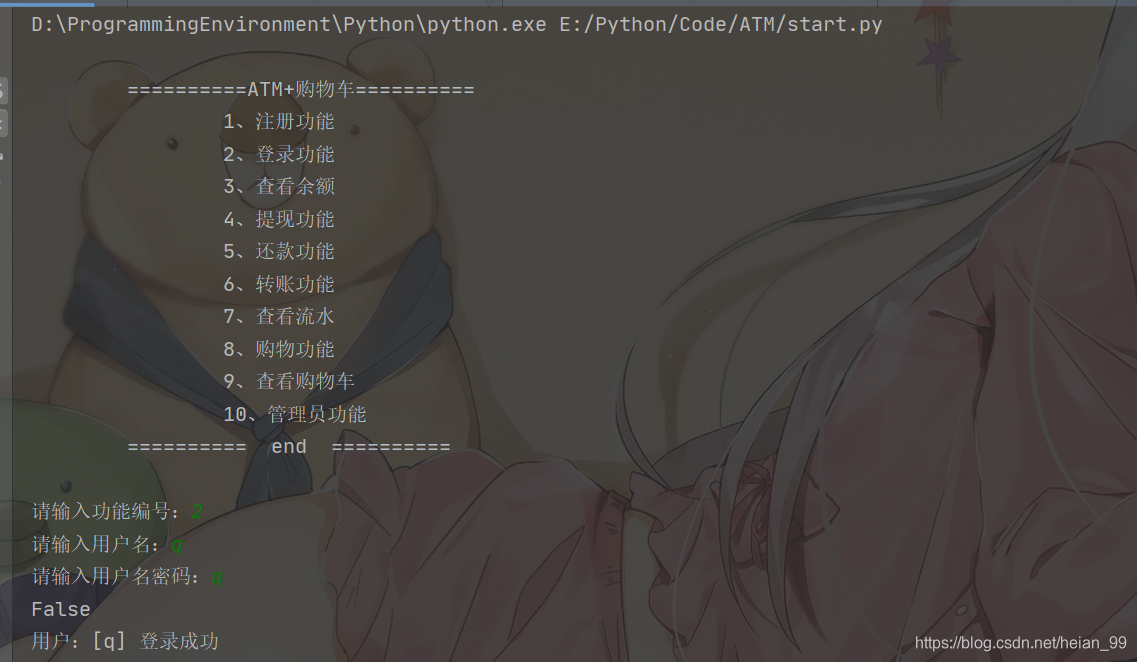 D:\ProgrammingEnvironment\Python\python.exe E:/Python/Code/ATM/start.py
==========ATM+购物车==========
1、注册功能
2、登录功能
3、查看余额
4、提现功能
5、还款功能
6、转账功能
7、查看流水
8、购物功能
9、查看购物车
10、管理员功能
==========  end  ==========
请输入功能编号：2
请输入用户名：q
请输入用户名密码：q
False
用户：[q] 登录成功
https://blog.csdn.net/heian_99